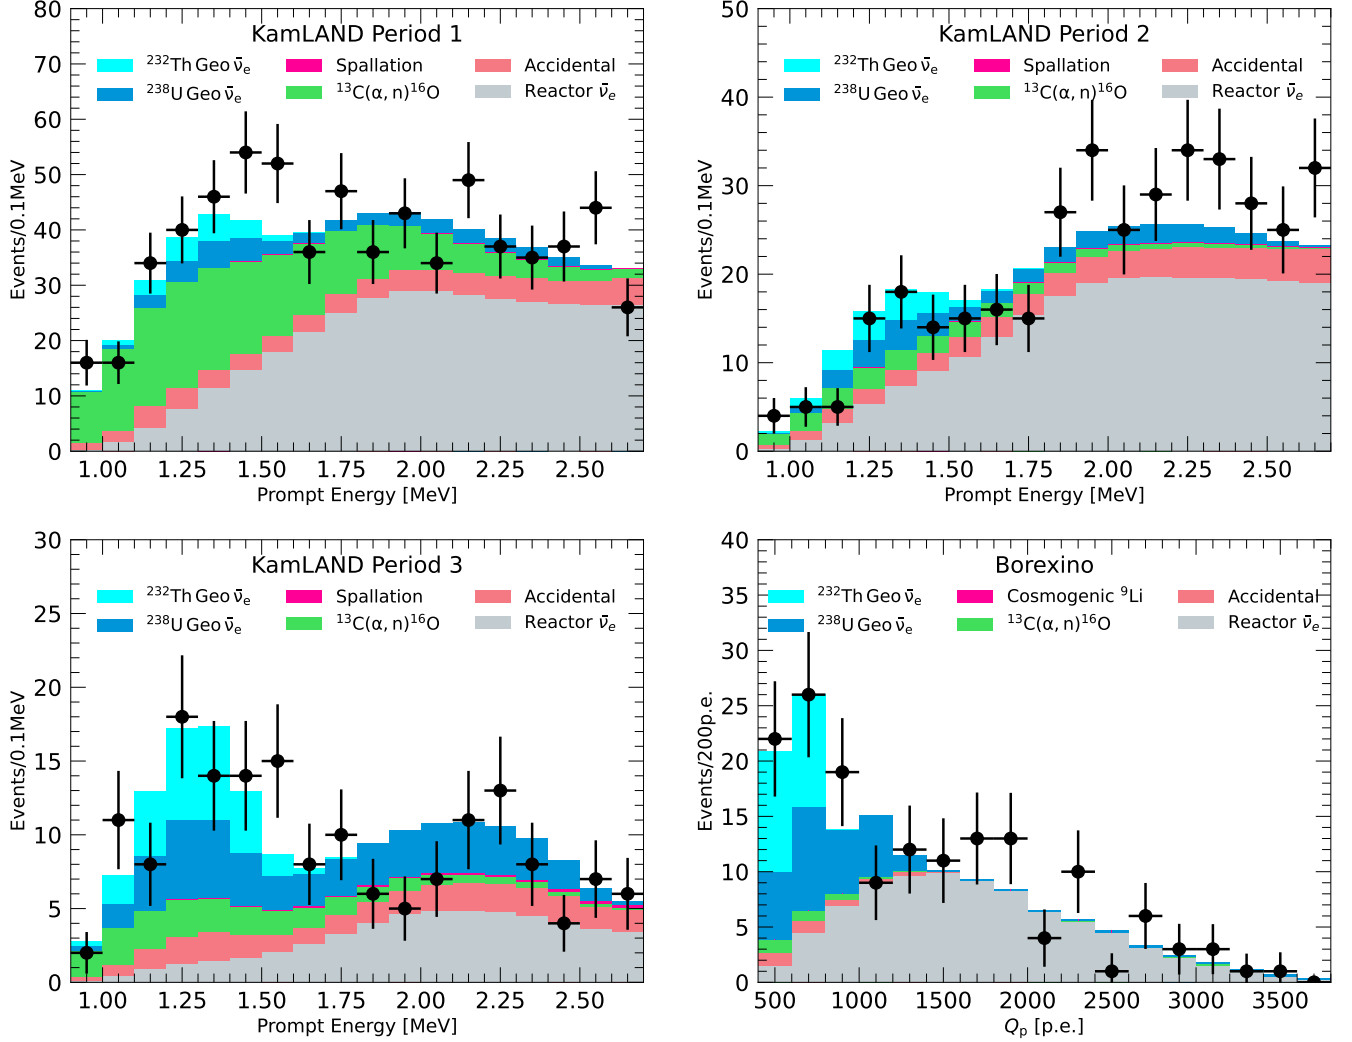 KamLAND Period 1
²³²Th Geo ν̄ₑ
²³⁸U Geo ν̄ₑ
Spallation
¹³C(α, n)¹⁶O
Accidental
Reactor ν̄ₑ
Events/0.1MeV
80
70
60
50
40
30
20
10
0
1.00 1.25 1.50 1.75 2.00 2.25 2.50
Prompt Energy [MeV]
KamLAND Period 2
²³²Th Geo ν̄ₑ
²³⁸U Geo ν̄ₑ
Spallation
¹³C(α, n)¹⁶O
Accidental
Reactor ν̄ₑ
Events/0.1MeV
50
40
30
20
10
0
1.00 1.25 1.50 1.75 2.00 2.25 2.50
Prompt Energy [MeV]
KamLAND Period 3
²³²Th Geo ν̄ₑ
²³⁸U Geo ν̄ₑ
Spallation
¹³C(α, n)¹⁶O
Accidental
Reactor ν̄ₑ
Events/0.1MeV
30
25
20
15
10
5
0
1.00 1.25 1.50 1.75 2.00 2.25 2.50
Prompt Energy [MeV]
Borexino
²³²Th Geo ν̄ₑ
²³⁸U Geo ν̄ₑ
Cosmogenic ⁹Li
¹³C(α, n)¹⁶O
Accidental
Reactor ν̄ₑ
Events/200p.e.
40
35
30
25
20
15
10
5
0
500 1000 1500 2000 2500 3000 3500
Qₚ [p.e.]